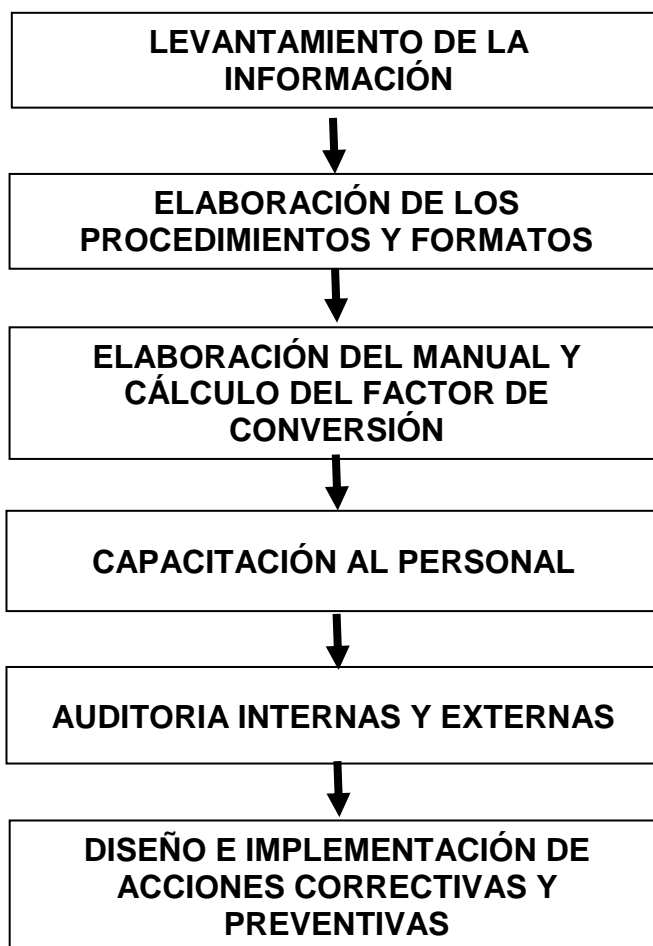 LEVANTAMIENTO DE LA
INFORMACIÓN
ELABORACIÓN DE LOS
PROCEDIMIENTOS Y FORMATOS
ELABORACIÓN DEL MANUAL Y
CÁLCULO DEL FACTOR DE
CONVERSIÓN
CAPACITACIÓN AL PERSONAL
AUDITORIA INTERNAS Y EXTERNAS
DISEÑO E IMPLEMENTACIÓN DE
ACCIONES CORRECTIVAS Y
PREVENTIVAS